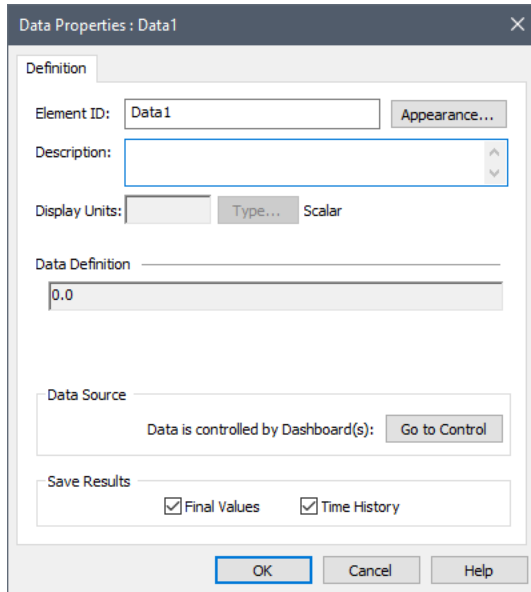 Data Properties : Data1
Definition
Element ID: Data1 Appearance...
Description:
Display Units: Type... Scalar
Data Definition
0.0
Data Source
Data is controlled by Dashboard(s): Go to Control
Save Results
Final Values Time History
OK Cancel Help